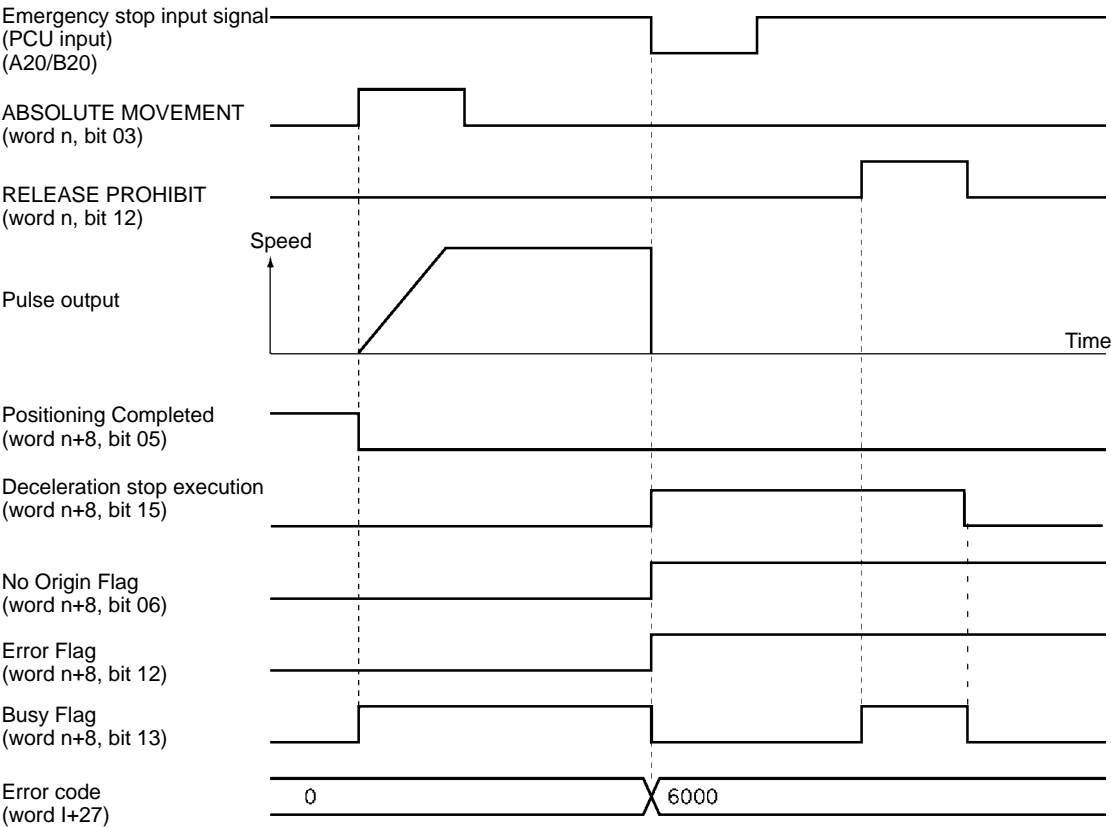 Emergency stop input signal
(PCU input)
(A20/B20)
ABSOLUTE MOVEMENT
(word n, bit 03)
RELEASE PROHIBIT
(word n, bit 12)
Speed
Pulse output
Time
Positioning Completed
(word n+8, bit 05)
Deceleration stop execution
(word n+8, bit 15)
No Origin Flag
(word n+8, bit 06)
Error Flag
(word n+8, bit 12)
Busy Flag
(word n+8, bit 13)
Error code
(word l+27)
0
6000